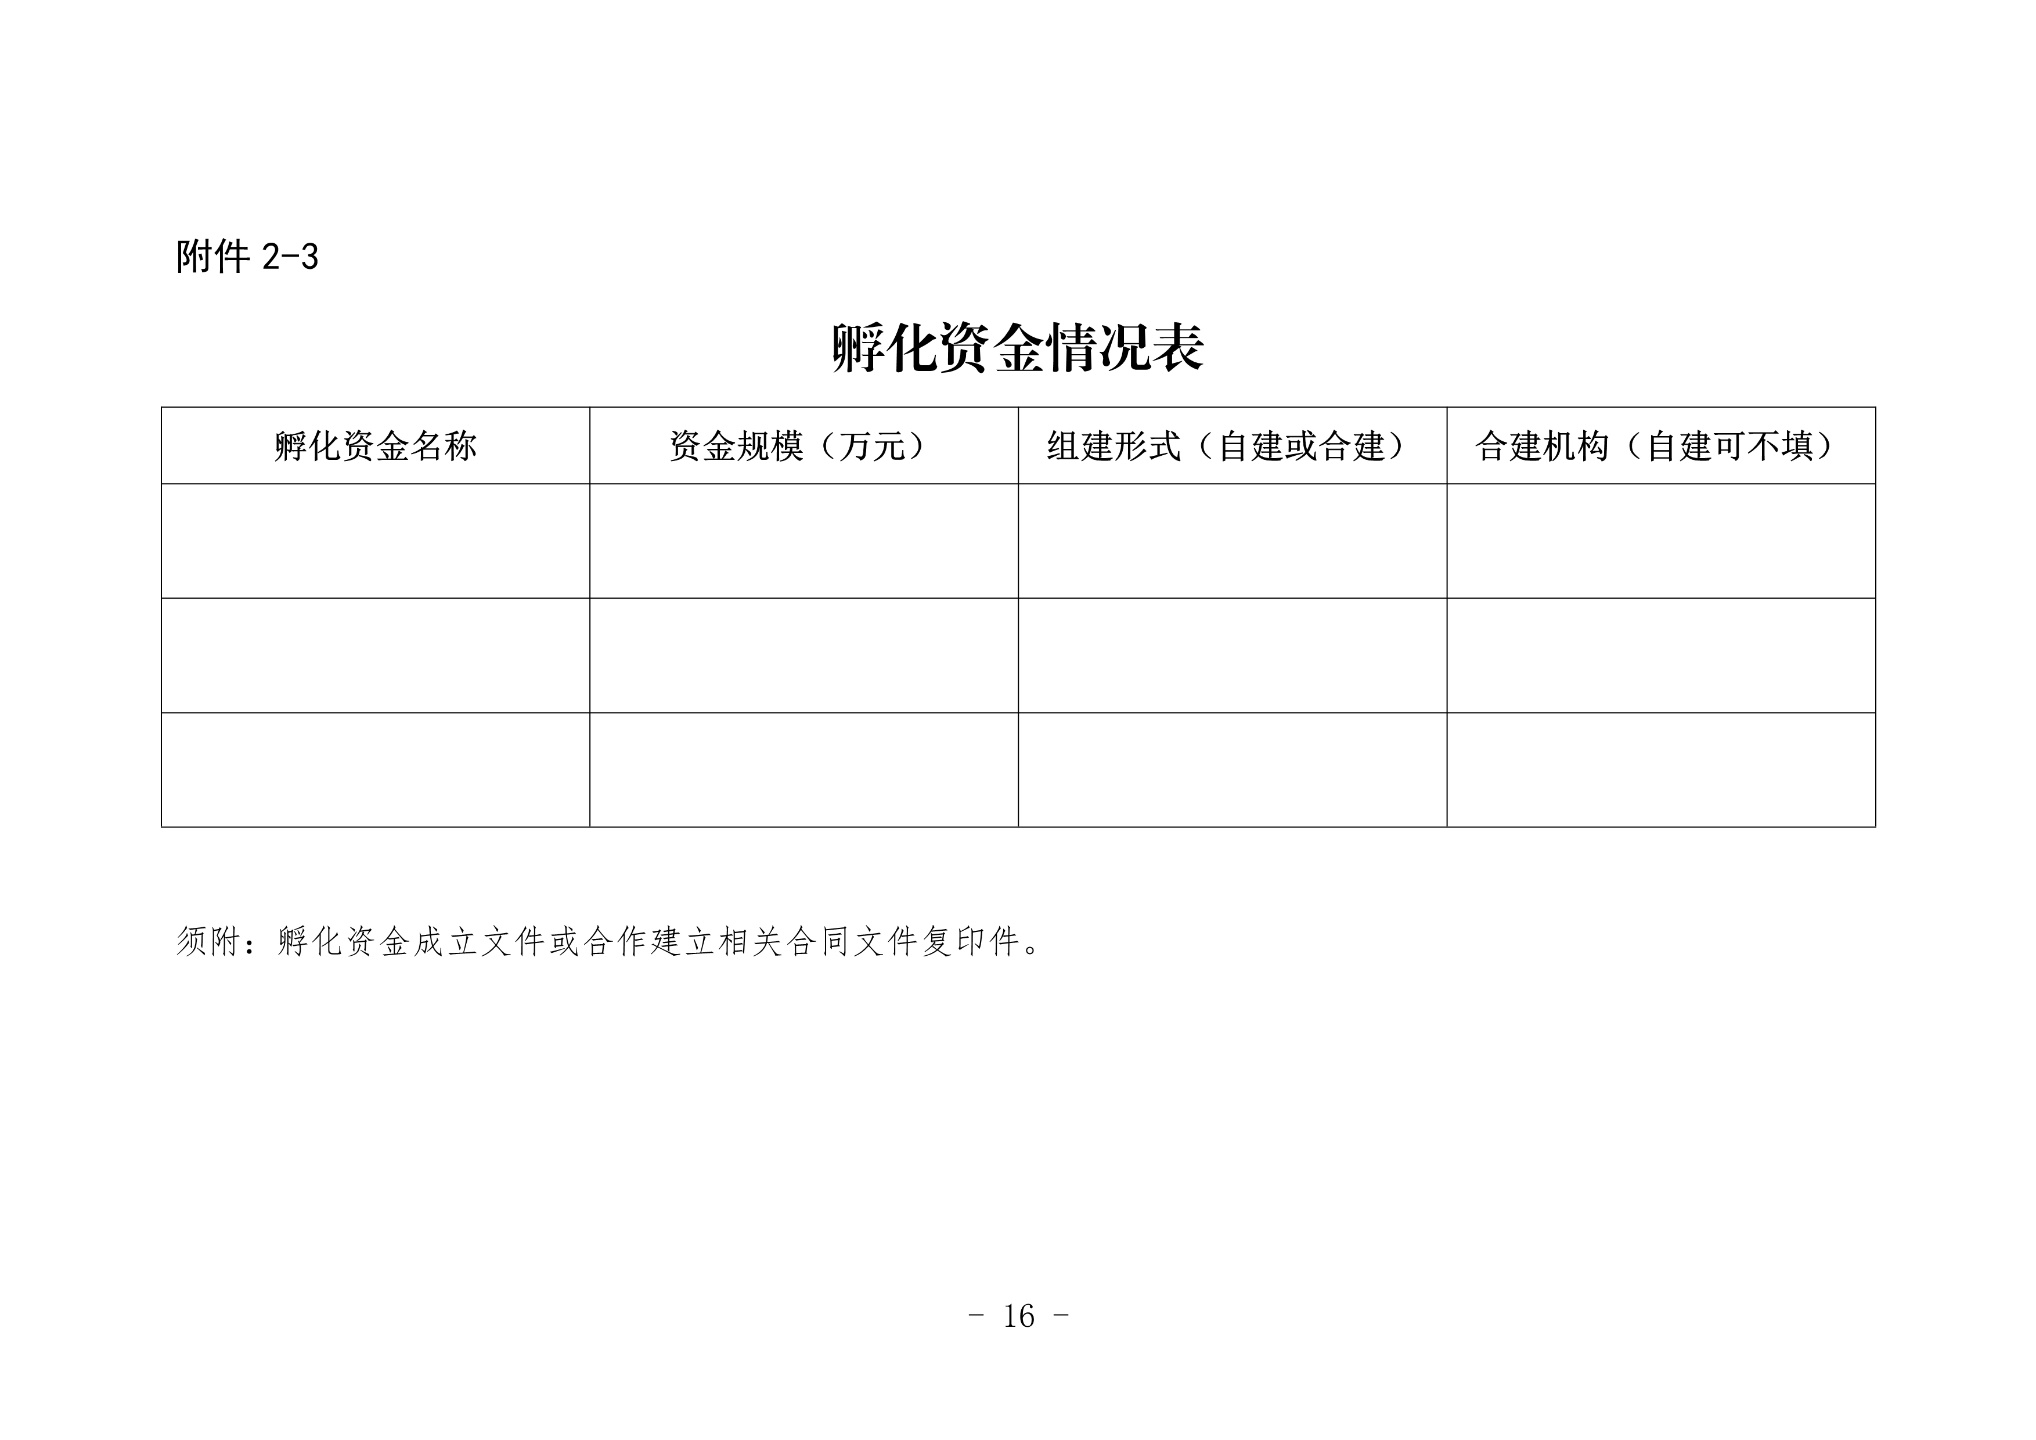 附件 2-3
孵化资金情况表
孵化资金名称 资金规模（万元） 组建形式（自建或合建） 合建机构（自建可不填）
须附：孵化资金成立文件或合作建立相关合同文件复印件。
- 16 -